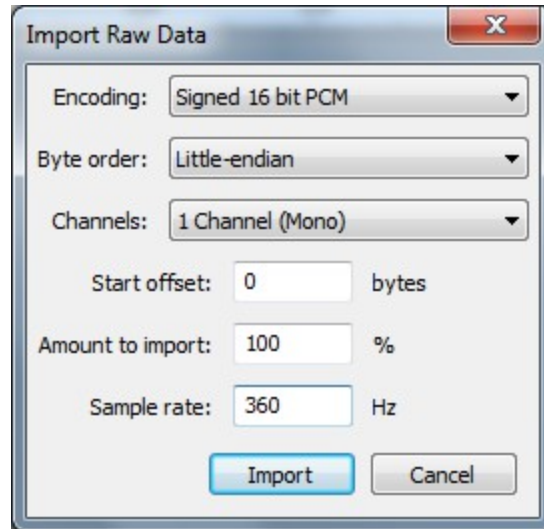 Import Raw Data
Encoding: Signed 16 bit PCM
Byte order: Little-endian
Channels: 1 Channel (Mono)
Start offset: 0 bytes
Amount to import: 100 %
Sample rate: 360 Hz
Import Cancel